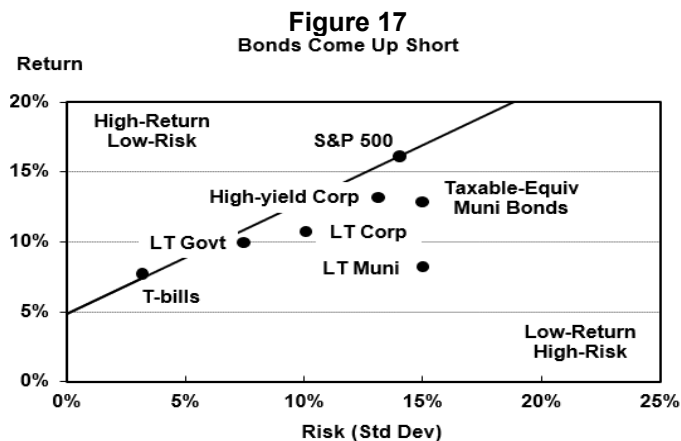 Figure 17
Bonds Come Up Short
Return
20%
High-Return
Low-Risk
S&P 500
15%
High-yield Corp
Taxable-Equiv
Muni Bonds
10%
LT Govt
LT Corp
LT Muni
T-bills
5%
Low-Return
High-Risk
0%
0%
5%
10%
15%
20%
25%
Risk (Std Dev)